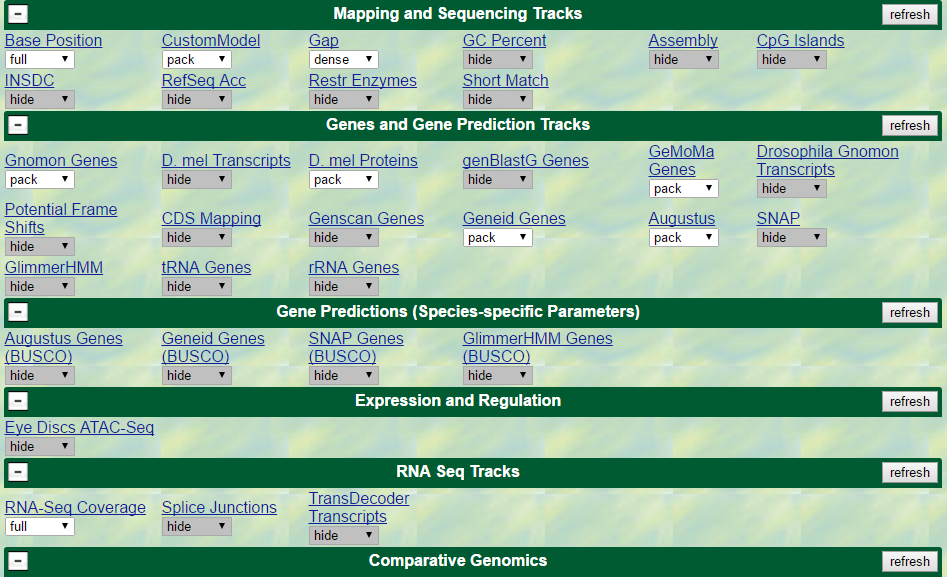 Mapping and Sequencing Tracks refresh
Base Position CustomModel Gap GC Percent Assembly CpG Islands
full pack dense hide hide hide
INSDC RefSeq Acc Restr Enzymes Short Match
hide hide hide hide
Genes and Gene Prediction Tracks refresh
Gnomon Genes D. mel Transcripts D. mel Proteins genBlastG Genes GeMoMa Genes Drosophila Gnomon Transcripts
pack hide pack hide pack hide
Potential Frame Shifts CDS Mapping Genscan Genes Geneid Genes Augustus SNAP
hide hide hide pack pack hide
GlimmerHMM tRNA Genes rRNA Genes
hide hide hide
Gene Predictions (Species-specific Parameters) refresh
Augustus Genes Geneid Genes SNAP Genes GlimmerHMM Genes
(BUSCO) (BUSCO) (BUSCO) (BUSCO)
hide hide hide hide
Expression and Regulation refresh
Eye Discs ATAC-Seq
hide
RNA Seq Tracks refresh
RNA-Seq Coverage Splice Junctions TransDecoder Transcripts
full hide hide
Comparative Genomics refresh